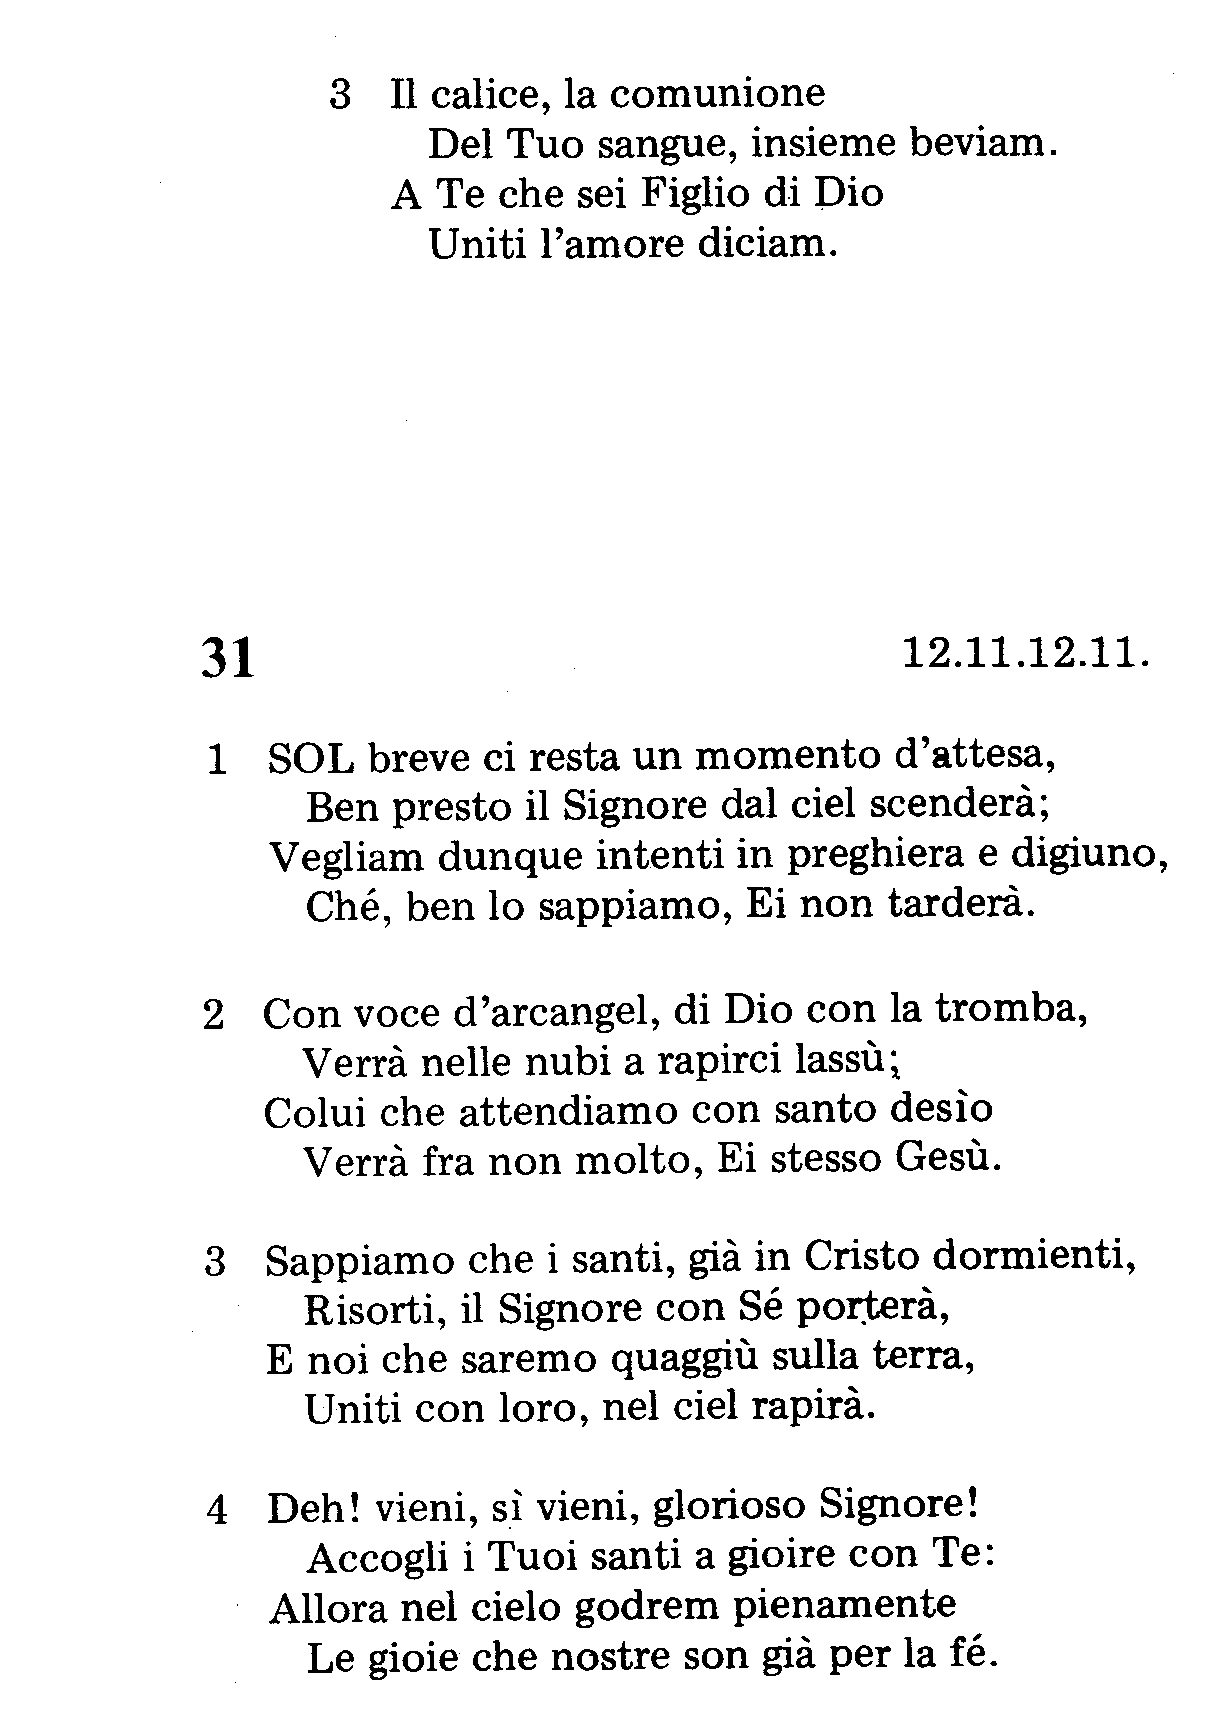 3 Il calice, la comunione
Del Tuo sangue, insieme beviam.
A Te che sei Figlio di Dio
Uniti l'amore diciam.
31 12.11.12.11.
1 SOL breve ci resta un momento d'attesa,
Ben presto il Signore dal ciel scenderà;
Vegliam dunque intenti in preghiera e digiuno,
Ché, ben lo sappiamo, Ei non tarderà.
2 Con voce d'arcangel, di Dio con la tromba,
Verrà nelle nubi a rapirci lassù;
Colui che attendiamo con santo desìo
Verrà fra non molto, Ei stesso Gesù.
3 Sappiamo che i santi, già in Cristo dormienti,
Risorti, il Signore con Sé porterà,
E noi che saremo quaggiù sulla terra,
Uniti con loro, nel ciel rapirà.
4 Deh! vieni, sì vieni, glorioso Signore!
Accogli i Tuoi santi a gioire con Te:
Allora nel cielo godrem pienamente
Le gioie che nostre son già per la fé.